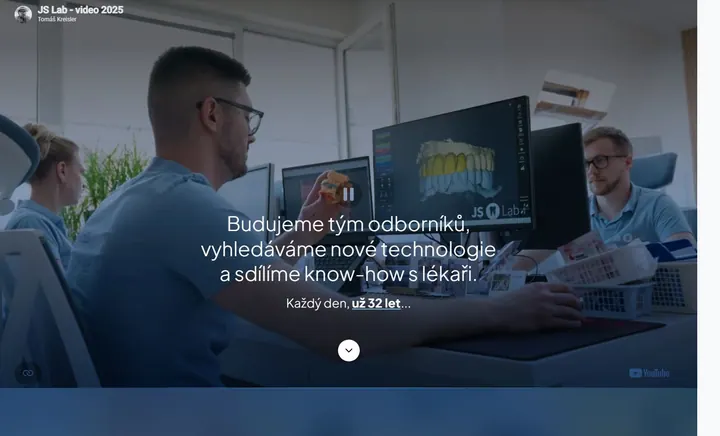 JS Lab - video 2025
Tomáš Kreisler
JS Lab
Budujeme tým odborníků,
vyhledáváme nové technologie
a sdílíme know-how s lékaři.
Každý den, už 32 let...
YouTube